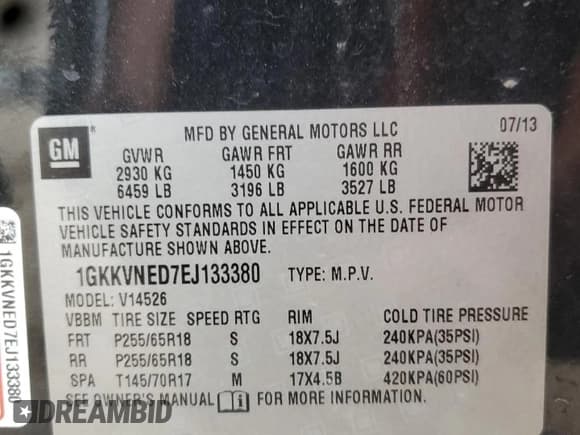 GM
®
MFD BY GENERAL MOTORS LLC 07/13
GVWR GAWR FRT GAWR RR
2930 KG 1450 KG 1600 KG
6459 LB 3196 LB 3527 LB
THIS VEHICLE CONFORMS TO ALL APPLICABLE U.S. FEDERAL MOTOR
VEHICLE SAFETY STANDARDS IN EFFECT ON THE DATE OF
MANUFACTURE SHOWN ABOVE.
1GKKVNED7EJ133380 TYPE: M.P.V.
MODEL: V14526
VBBM TIRE SIZE SPEED RTG RIM COLD TIRE PRESSURE
FRT P255/65R18 S 18X7.5J 240KPA(35PSI)
RR P255/65R18 S 18X7.5J 240KPA(35PSI)
SPA T145/70R17 M 17X4.5B 420KPA(60PSI)
SEE OWNER'S MANUAL i FOR MORE INFORMATION.
1GKKVNED7EJ133380
DREAMBID